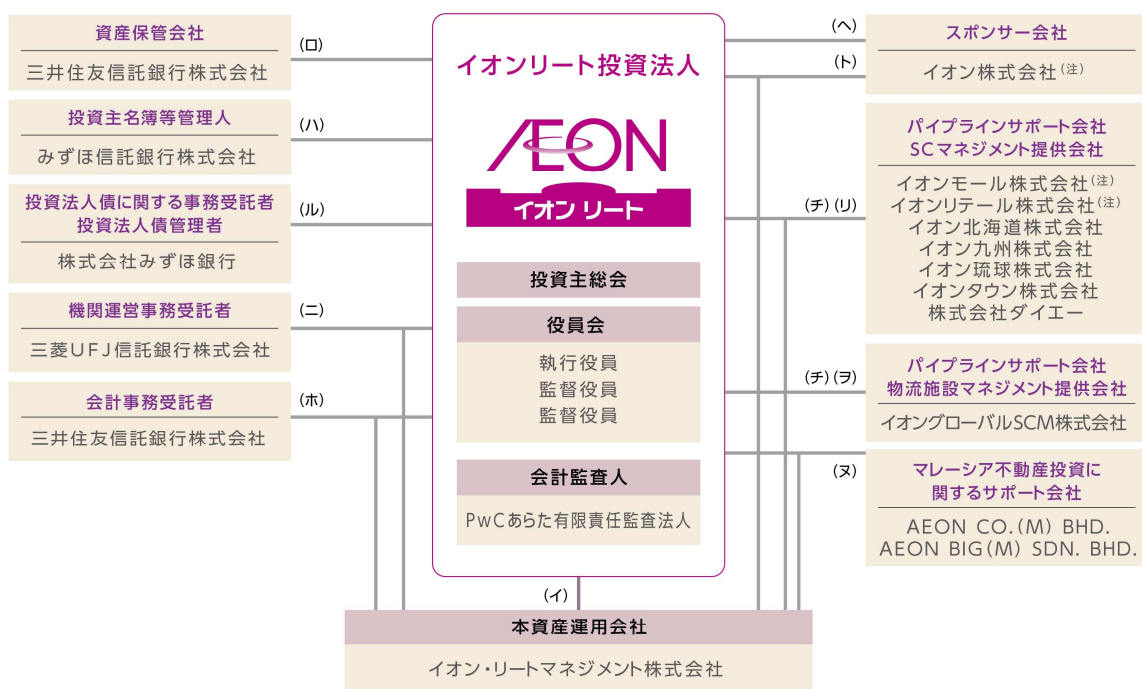 資産保管会社
三井住友信託銀行株式会社
(ロ)
投資主名簿等管理人
みずほ信託銀行株式会社
(ハ)
投資法人債に関する事務受託者
投資法人債管理者
株式会社みずほ銀行
(ル)
機関運営事務受託者
三菱UFJ信託銀行株式会社
(ニ)
会計事務受託者
三井住友信託銀行株式会社
(ホ)
イオンリート投資法人
ÆON
イオン リート
投資主総会
役員会
執行役員
監督役員
監督役員
会計監査人
PwCあらた有限責任監査法人
(イ)
本資産運用会社
イオン・リートマネジメント株式会社
(ヘ)
(ト)
スポンサー会社
イオン株式会社(注)
(チ)(リ)
パイプラインサポート会社
SCマネジメント提供会社
イオンモール株式会社(注)
イオンリテール株式会社(注)
イオン北海道株式会社
イオン九州株式会社
イオン琉球株式会社
イオンタウン株式会社
株式会社ダイエー
(チ)(ヲ)
パイプラインサポート会社
物流施設マネジメント提供会社
イオングローバルSCM株式会社
(ヌ)
マレーシア不動産投資に
関するサポート会社
AEON CO.(M) BHD.
AEON BIG(M) SDN. BHD.